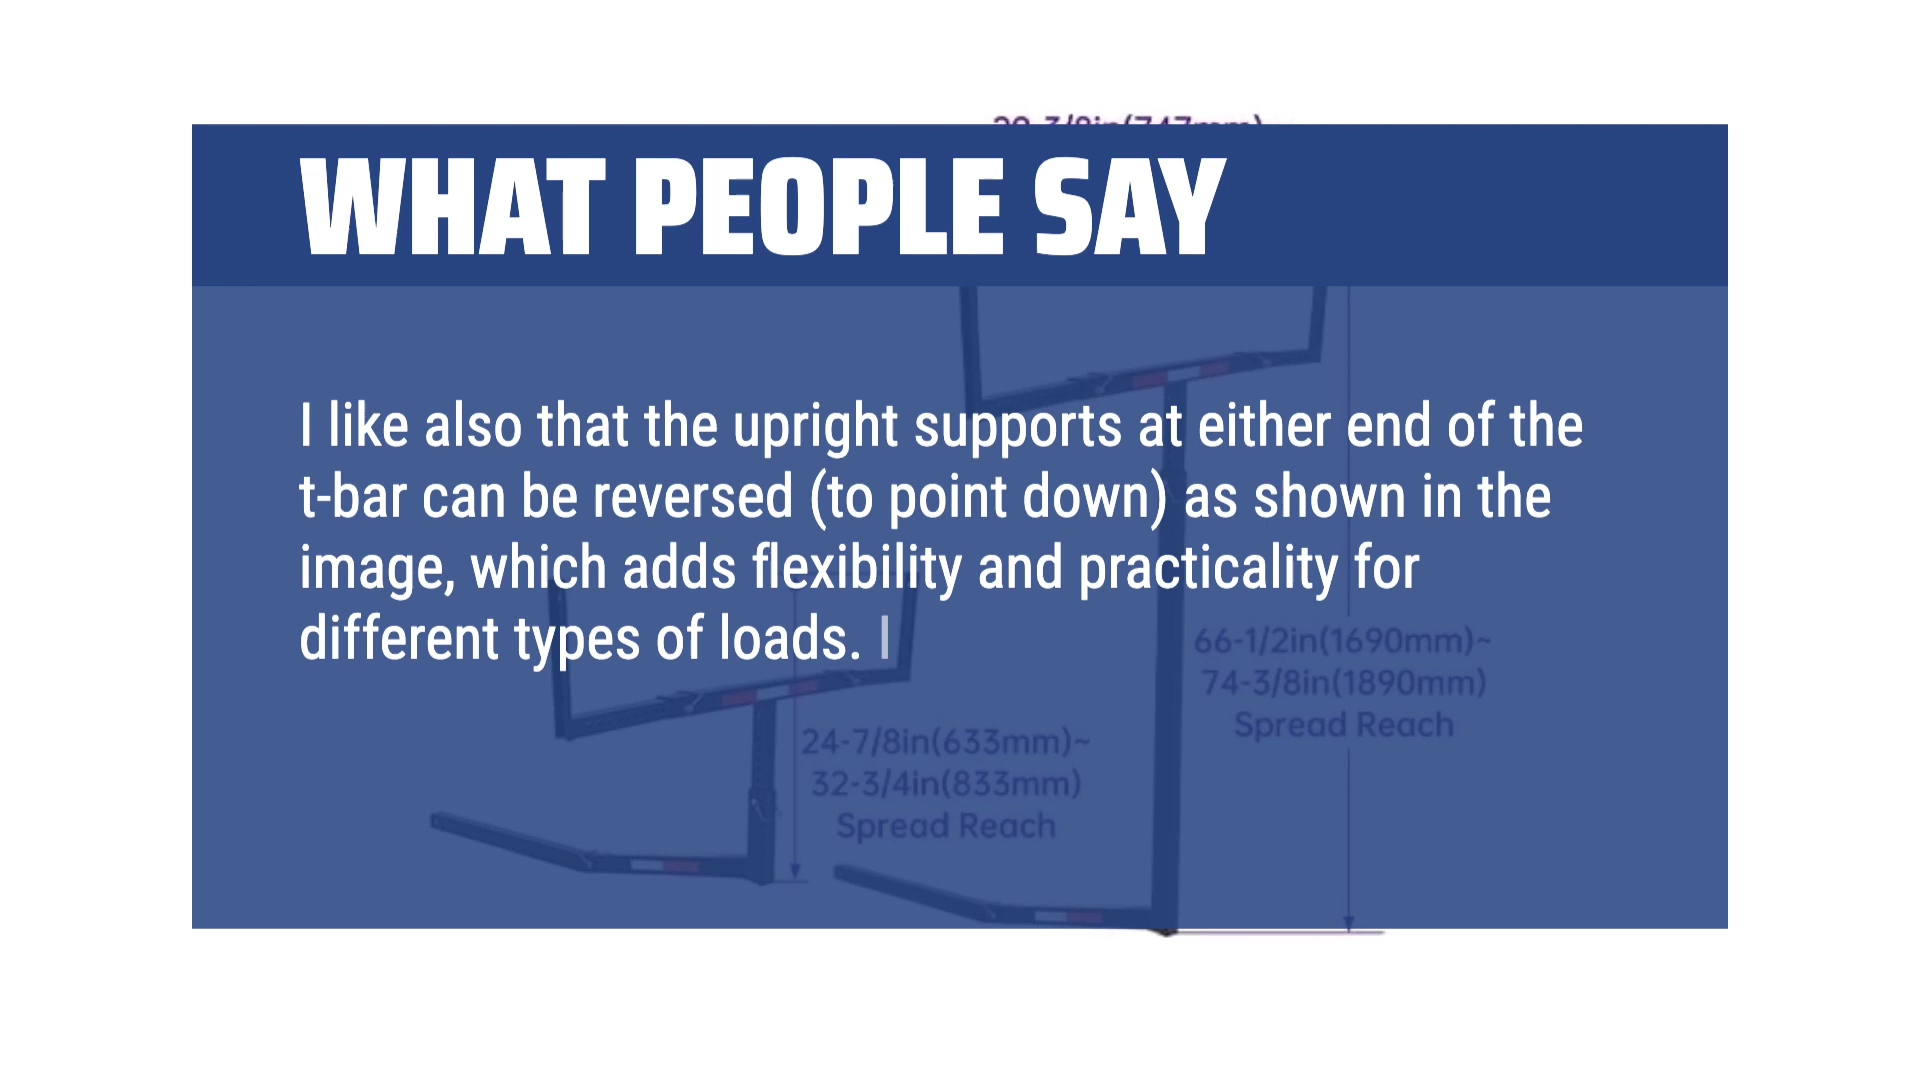 WHAT PEOPLE SAY
I like also that the upright supports at either end of the
t-bar can be reversed (to point down) as shown in the
image, which adds flexibility and practicality for
different types of loads. I
66-1/2in(1690mm)~
74-3/8in(1890mm)
Spread Reach
24-7/8in(633mm)~
32-3/4in(833mm)
Spread Reach